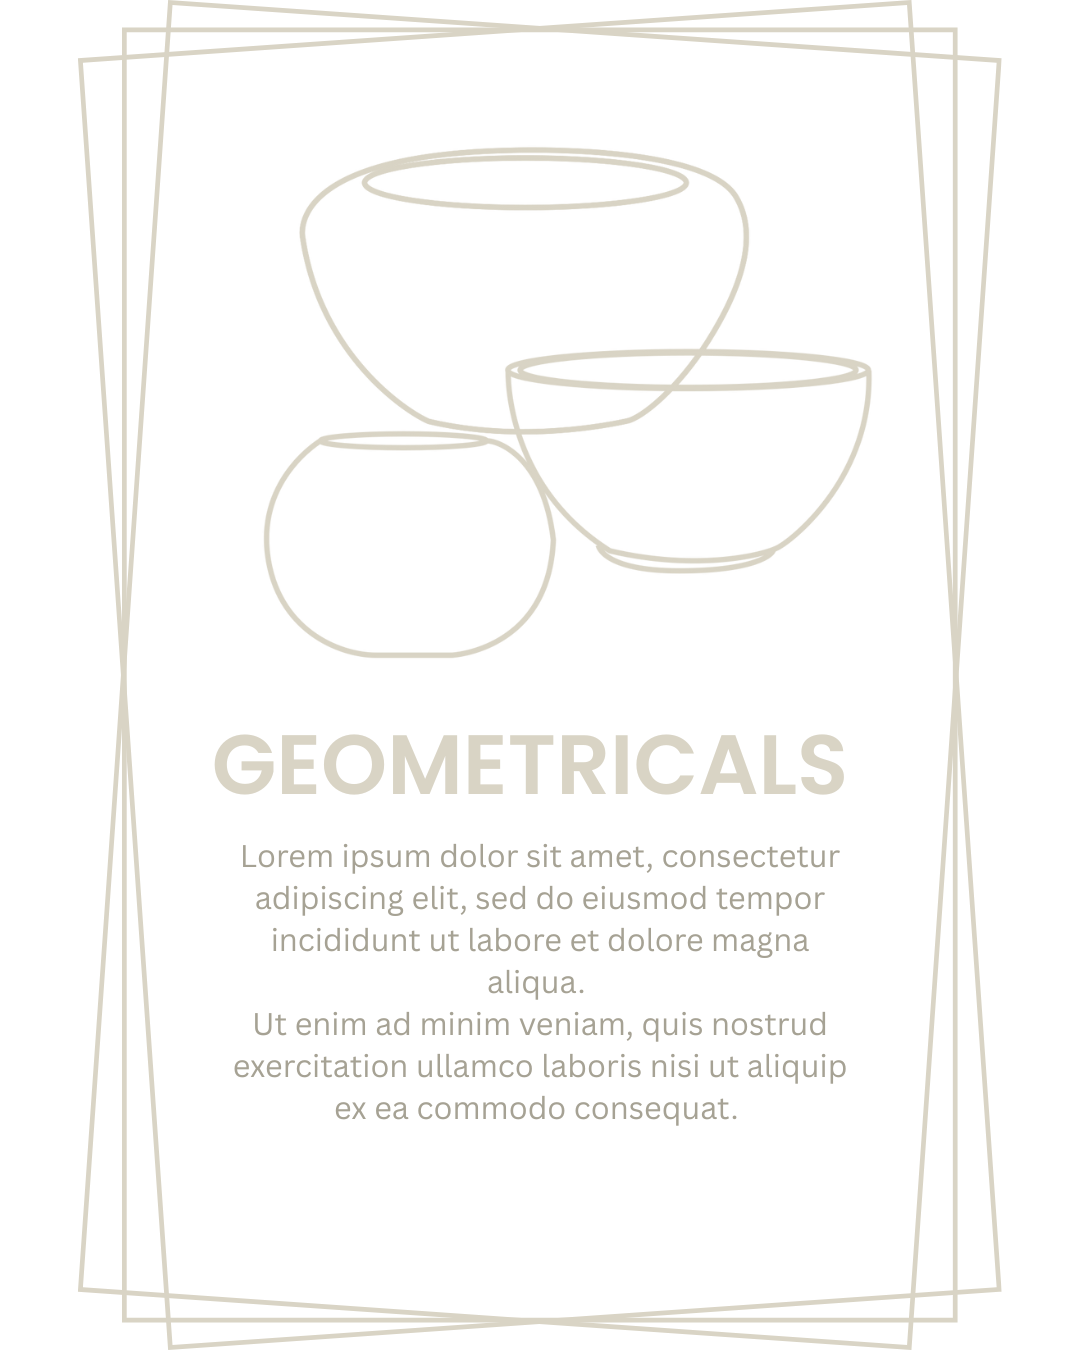 GEOMETRICALS
Lorem ipsum dolor sit amet, consectetur
adipiscing elit, sed do eiusmod tempor
incididunt ut labore et dolore magna
aliqua.
Ut enim ad minim veniam, quis nostrud
exercitation ullamco laboris nisi ut aliquip
ex ea commodo consequat.